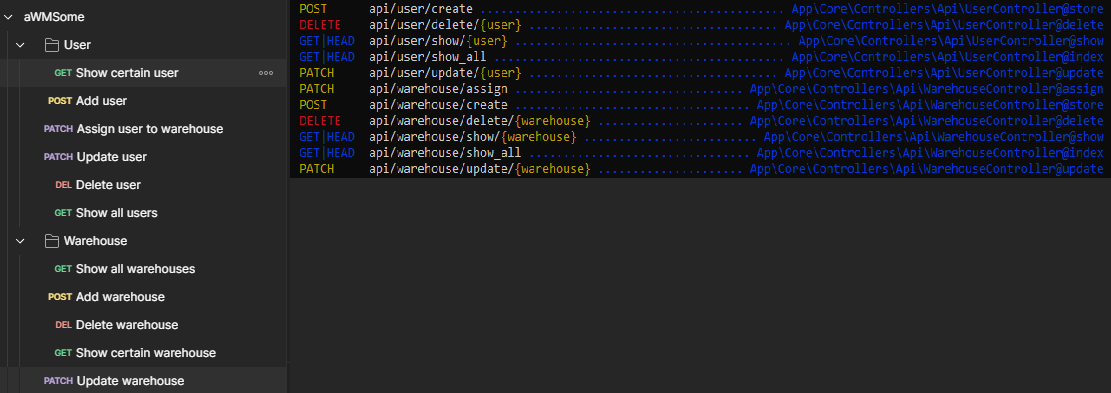 aWMSome
User
GET Show certain user
POST Add user
PATCH Assign user to warehouse
PATCH Update user
DEL Delete user
GET Show all users
Warehouse
GET Show all warehouses
POST Add warehouse
DEL Delete warehouse
GET Show certain warehouse
PATCH Update warehouse
POST api/user/create ........................................ App\Core\Controllers\Api\UserController@store
DELETE api/user/delete/{user} ................................. App\Core\Controllers\Api\UserController@delete
GET|HEAD api/user/show/{user} ..................................... App\Core\Controllers\Api\UserController@show
GET|HEAD api/user/show_all ....................................... App\Core\Controllers\Api\UserController@index
PATCH api/user/update/{user} ................................. App\Core\Controllers\Api\UserController@update
PATCH api/warehouse/assign .............................. App\Core\Controllers\Api\WarehouseController@assign
POST api/warehouse/create ............................... App\Core\Controllers\Api\WarehouseController@store
DELETE api/warehouse/delete/{warehouse} .................. App\Core\Controllers\Api\WarehouseController@delete
GET|HEAD api/warehouse/show/{warehouse} ...................... App\Core\Controllers\Api\WarehouseController@show
GET|HEAD api/warehouse/show_all ............................. App\Core\Controllers\Api\WarehouseController@index
PATCH api/warehouse/update/{warehouse} .................. App\Core\Controllers\Api\WarehouseController@update